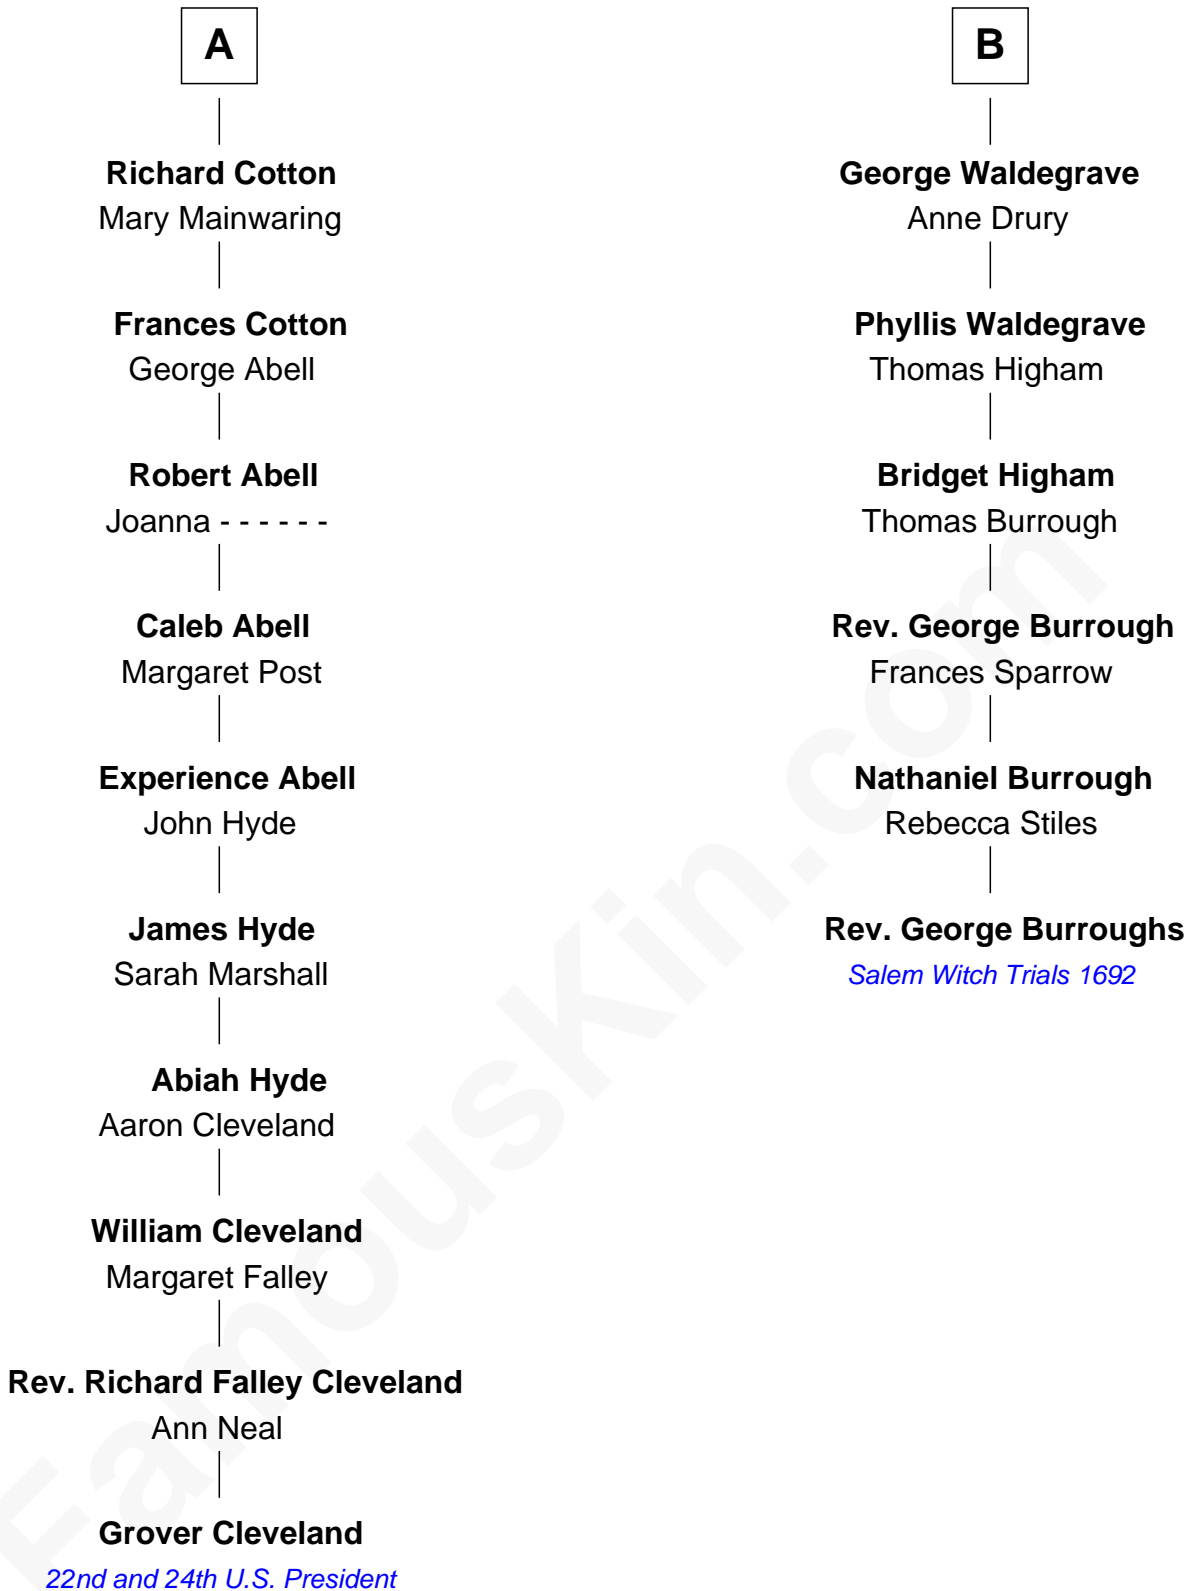 A
Richard Cotton
Mary Mainwaring
Frances Cotton
George Abell
Robert Abell
Joanna - - - - - -
Caleb Abell
Margaret Post
Experience Abell
John Hyde
James Hyde
Sarah Marshall
Abiah Hyde
Aaron Cleveland
William Cleveland
Margaret Falley
Rev. Richard Falley Cleveland
Ann Neal
Grover Cleveland
22nd and 24th U.S. President
B
George Waldegrave
Anne Drury
Phyllis Waldegrave
Thomas Higham
Bridget Higham
Thomas Burrough
Rev. George Burrough
Frances Sparrow
Nathaniel Burrough
Rebecca Stiles
Rev. George Burroughs
Salem Witch Trials 1692
FamousKin.com